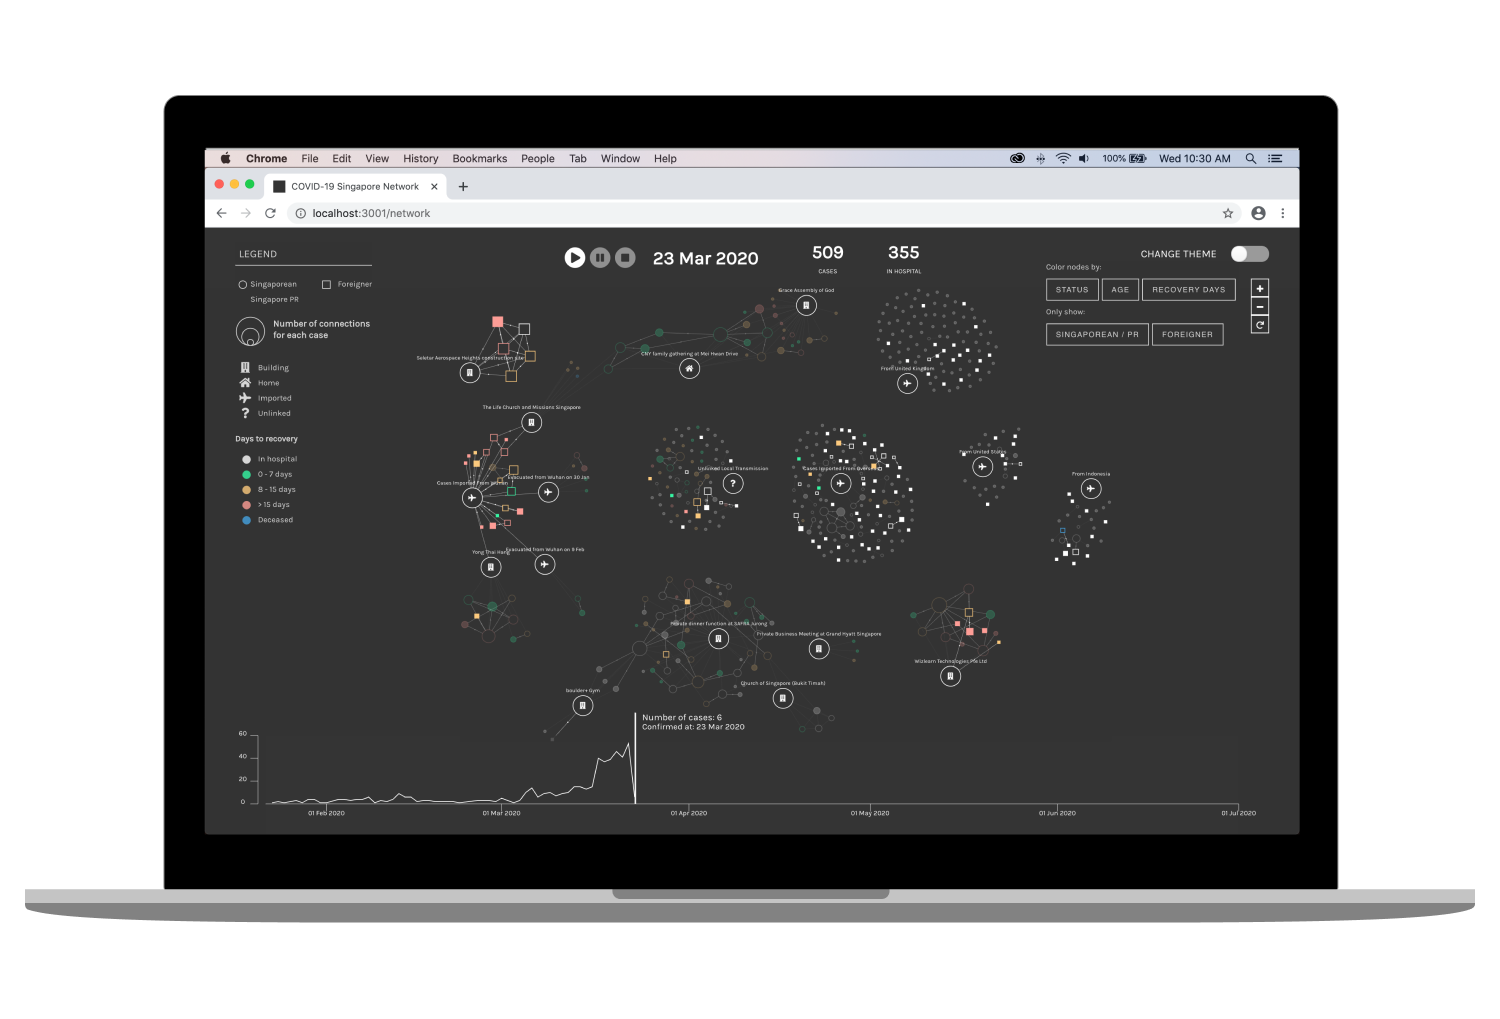 Chrome File Edit View History Bookmarks People Tab Window Help 100% Wed 10:30 AM
COVID-19 Singapore Network
localhost:3001/network
LEGEND
Singaporean
Singapore PR
Foreigner
Number of connections
for each case
Building
Home
Imported
? Unlinked
Days to recovery
In hospital
0 - 7 days
8 - 15 days
> 15 days
Deceased
23 Mar 2020
509
CASES
355
IN HOSPITAL
CHANGE THEME
Color nodes by:
STATUS AGE RECOVERY DAYS
Only show:
SINGAPOREAN / PR FOREIGNER
+
−
Grace Assembly of God
CNY family gathering at Mei Hwan Drive
Seletar Aerospace Heights construction site
From United Kingdom
The Life Church and Missions Singapore
Cases Imported From Wuhan
Evacuated from Wuhan on 30 Jan
Unlinked Local Transmission
?
Cases Imported From
From United States
From Indonesia
Yong Thai Hang
Evacuated from Wuhan on 9 Feb
Private dinner function at SAFRA Jurong
Private Business Meeting at Grand Hyatt Singapore
Wizlearn Technologies Pte Ltd
Church of Singapore (Bukit Timah)
boulder+ Gym
Number of cases: 6
Confirmed at: 23 Mar 2020
60
40
20
0
01 Feb 2020 01 Mar 2020 01 Apr 2020 01 May 2020 01 Jun 2020 01 Jul 2020